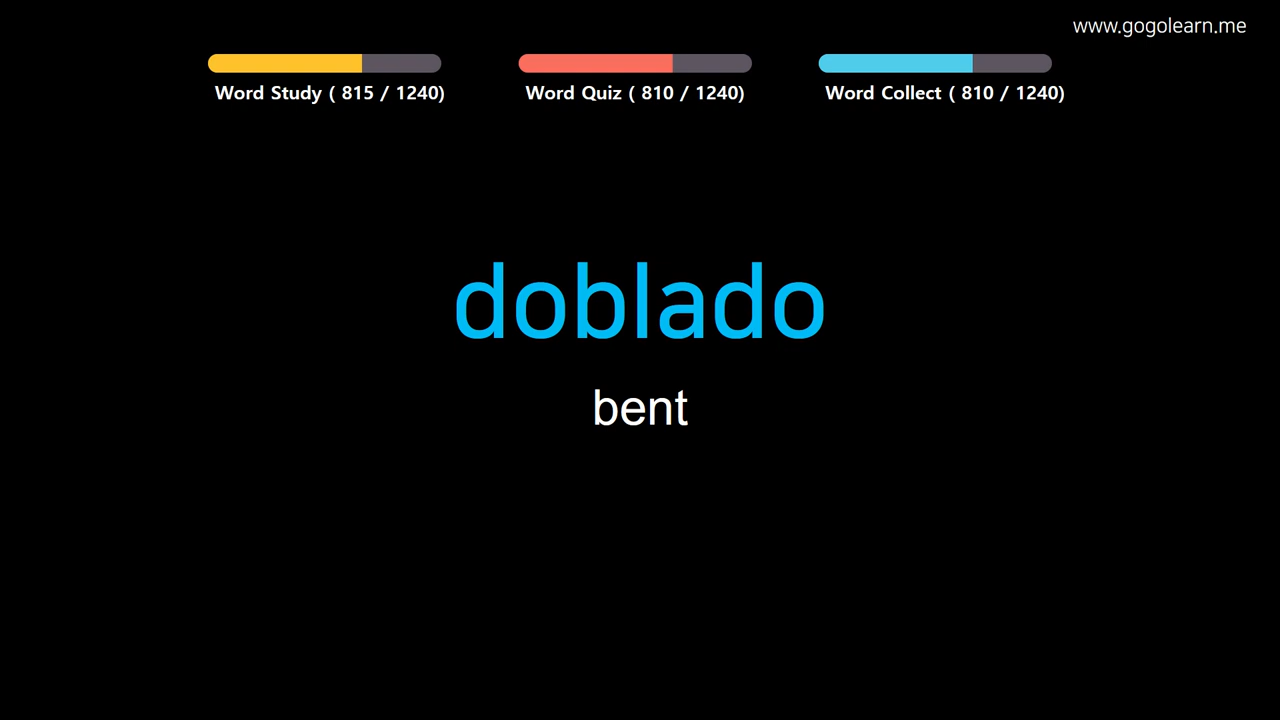 www.gogolearn.me
Word Study ( 815 / 1240)
Word Quiz ( 810 / 1240)
Word Collect ( 810 / 1240)
doblado
bent